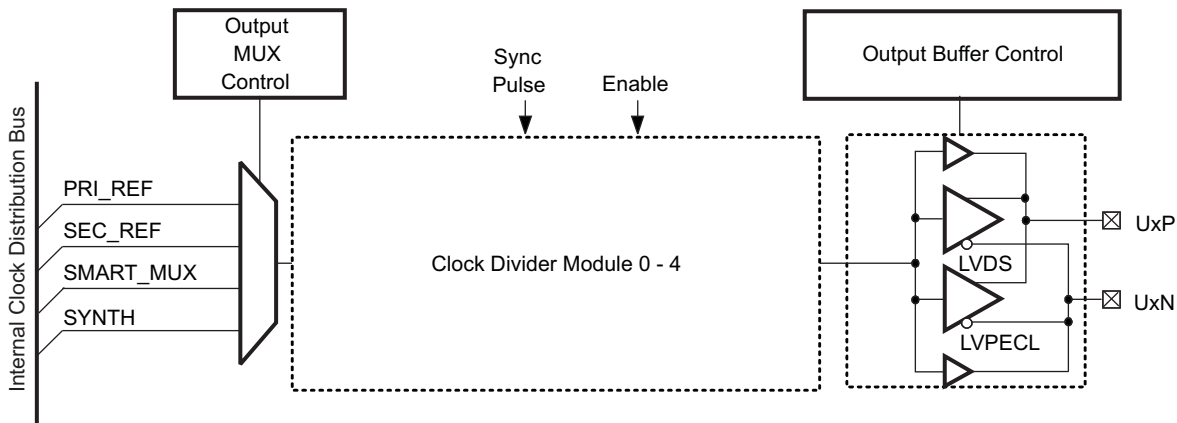 Output
MUX
Control
Output Buffer Control
Sync
Pulse
Enable
Internal Clock Distribution Bus
PRI_REF
SEC_REF
SMART_MUX
SYNTH
Clock Divider Module 0 - 4
LVDS
LVPECL
UxP
UxN